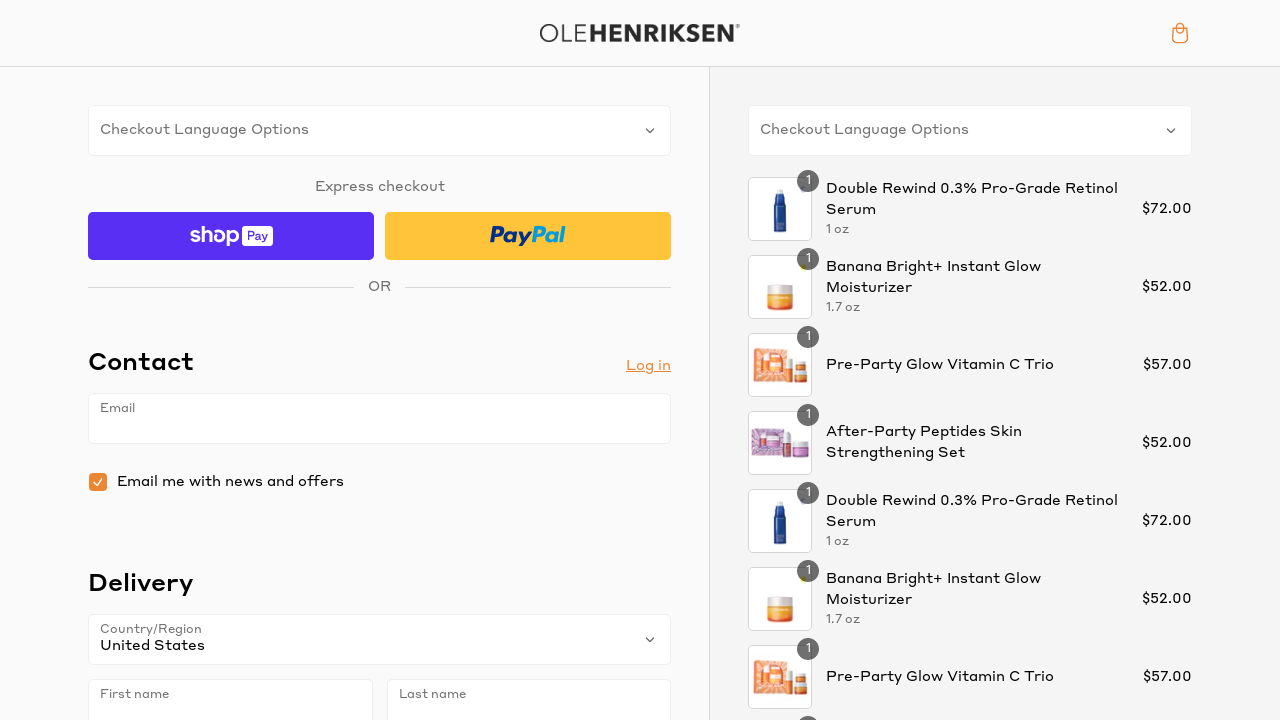 OLEHENRIKSEN®
Checkout Language Options
Express checkout
shop Pay
PayPal
OR
Contact
Log in
Email
Email me with news and offers
Delivery
Country/Region
United States
First name
Last name
Checkout Language Options
1
Double Rewind 0.3% Pro-Grade Retinol
Serum
1 oz
$72.00
1
Banana Bright+ Instant Glow
Moisturizer
1.7 oz
$52.00
1
Pre-Party Glow Vitamin C Trio
$57.00
1
After-Party Peptides Skin
Strengthening Set
$52.00
1
Double Rewind 0.3% Pro-Grade Retinol
Serum
1 oz
$72.00
1
Banana Bright+ Instant Glow
Moisturizer
1.7 oz
$52.00
1
Pre-Party Glow Vitamin C Trio
$57.00